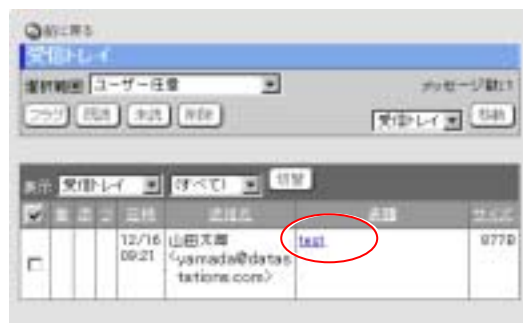 前に戻る
受信トレイ
選択範囲 ユーザー任意 メッセージ数:1
フラグ 既読 未読 削除 受信トレイ 移動
表示 受信トレイ (すべて) 切替
日時 送信元 表題 サイズ
12/16 山田太郎 test 877B
09:21 <yamada@datas
tations.com>